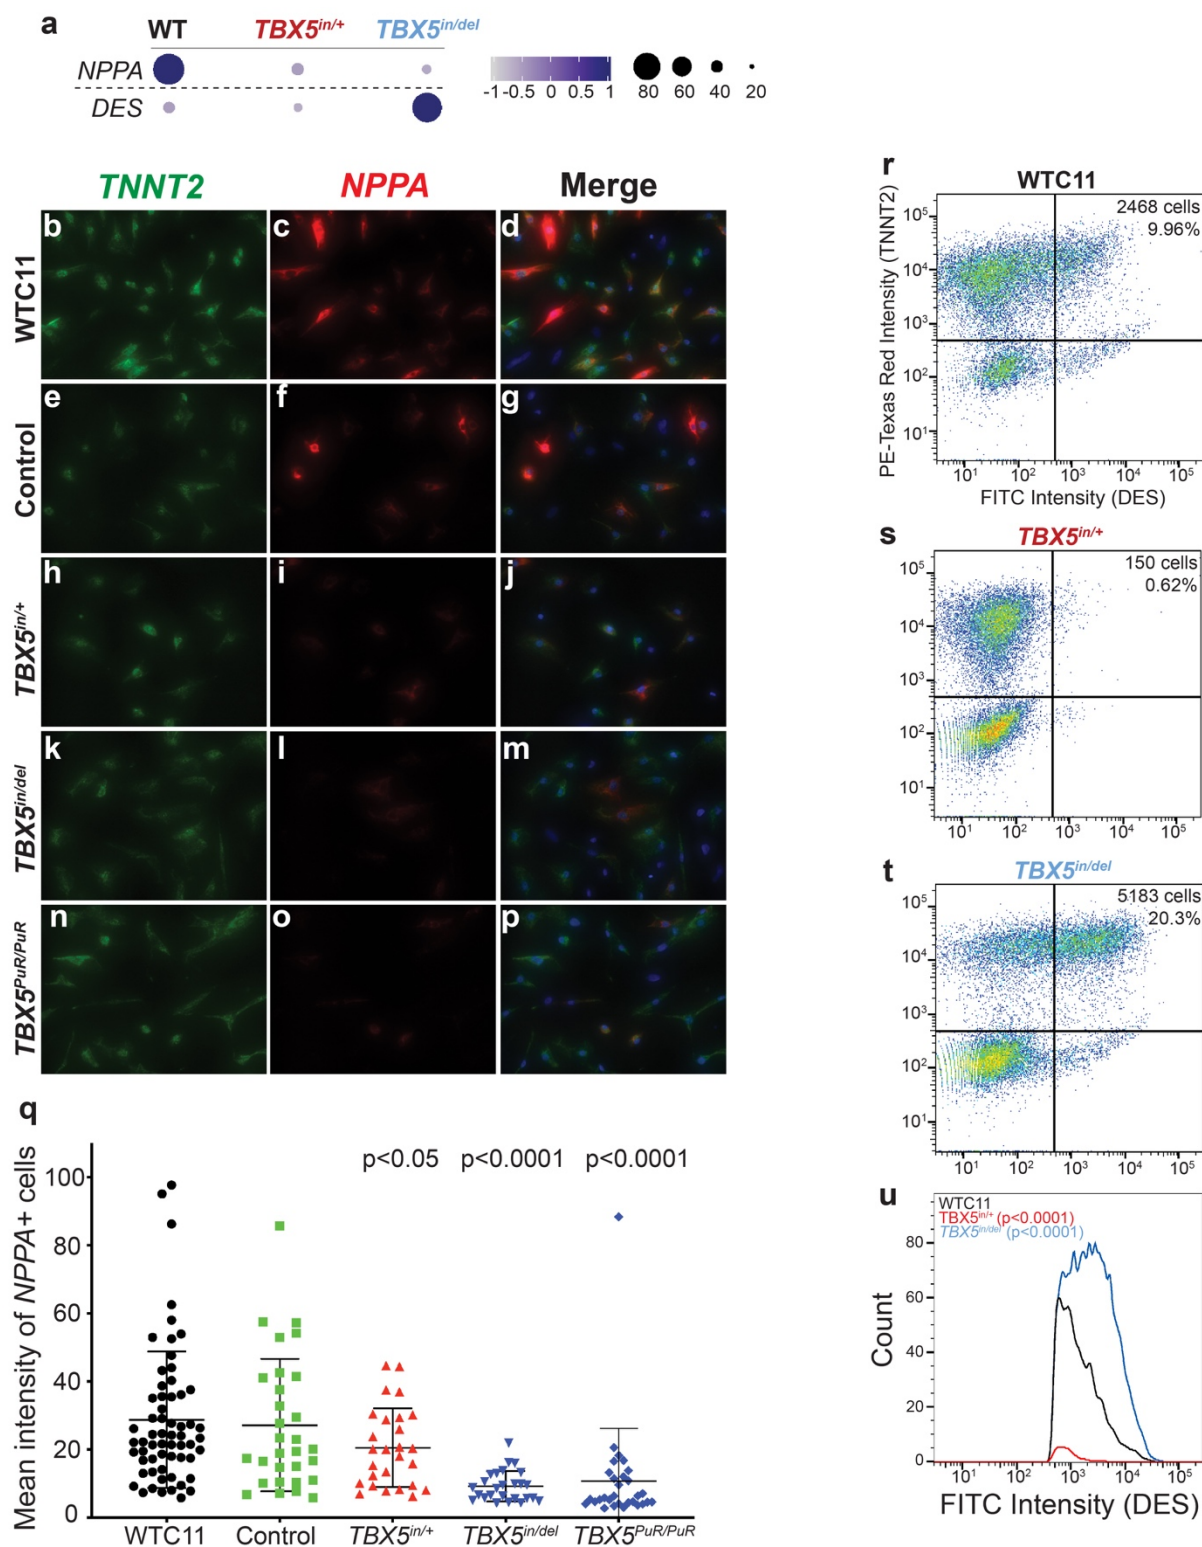 a
WT TBX5in/+ TBX5in/del
NPPA
DES
-1 -0.5 0 0.5 1
80 60 40 20
TNNT2 NPPA Merge
WTC11
b c d
Control
e f g
TBX5in/+
h i j
TBX5in/del
k l m
TBX5PuR/PuR
n o p
q
Mean intensity of NPPA+ cells
100
80
60
40
20
0
p<0.05 p<0.0001 p<0.0001
WTC11 Control TBX5in/+ TBX5in/del TBX5PuR/PuR
r
WTC11
2468 cells
9.96%
PE-Texas Red Intensity (TNNT2)
10⁵
10⁴
10³
10²
10¹
10¹ 10² 10³ 10⁴ 10⁵
FITC Intensity (DES)
s
TBX5in/+
150 cells
0.62%
10⁵
10⁴
10³
10²
10¹
10¹ 10² 10³ 10⁴ 10⁵
t
TBX5in/del
5183 cells
20.3%
10⁵
10⁴
10³
10²
10¹
10¹ 10² 10³ 10⁴ 10⁵
u
WTC11
TBX5in/+ (p<0.0001)
TBX5in/del (p<0.0001)
Count
80
60
40
20
0
10¹ 10² 10³ 10⁴ 10⁵
FITC Intensity (DES)